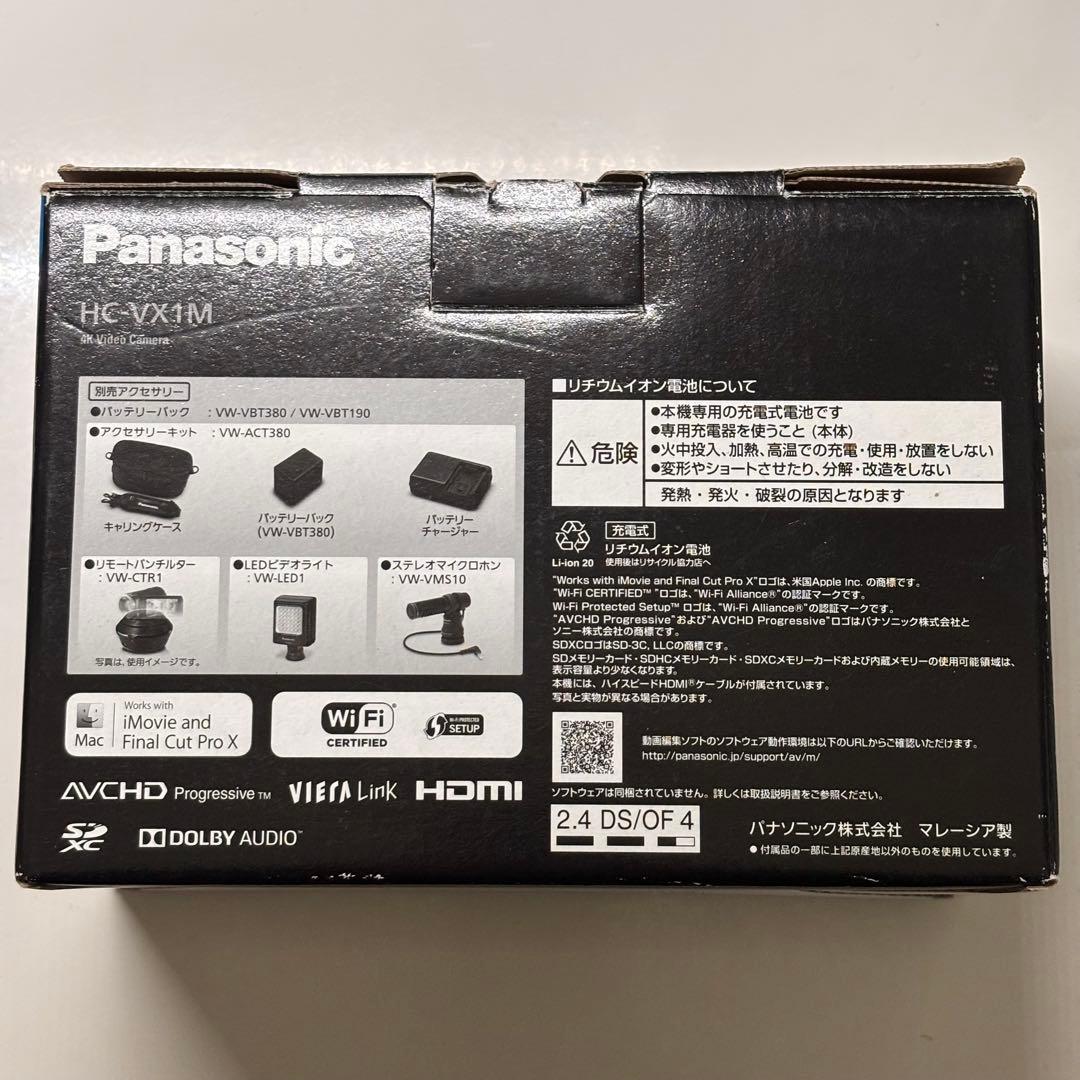 Panasonic
HC-VX1M
4K Video Camera
別売アクセサリー
●バッテリーパック : VW-VBT380 / VW-VBT190
●アクセサリーキット : VW-ACT380
Panasonic
キャリングケース
バッテリーパック
(VW-VBT380)
バッテリー
チャージャー
●リモートパンチルター
: VW-CTR1
写真は、使用イメージです。
●LEDビデオライト
: VW-LED1
Panasonic
●ステレオマイクロホン
: VW-VMS10
Mac
Works with
iMovie and
Final Cut Pro X
Wi Fi
CERTIFIED
Wi-Fi PROTECTED
SETUP
AVCHD Progressive™ VIERA Link HDMI
SD
XC
DOLBY AUDIO™
■リチウムイオン電池について
危険
●本機専用の充電式電池です
●専用充電器を使うこと (本体)
●火中投入、加熱、高温での充電・使用・放置をしない
●変形やショートさせたり、分解・改造をしない
発熱・発火・破裂の原因となります
Li-ion 20
充電式
リチウムイオン電池
使用後はリサイクル協力店へ
"Works with iMovie and Final Cut Pro X"ロゴは、米国Apple Inc. の商標です。
"Wi-Fi CERTIFIED™ "ロゴは、"Wi-Fi Alliance®"の認証マークです。
Wi-Fi Protected Setup™ ロゴは、"Wi-Fi Alliance®"の認証マークです。
"AVCHD Progressive"および"AVCHD Progressive"ロゴはパナソニック株式会社と
ソニー株式会社の商標です。
SDXCロゴはSD-3C, LLCの商標です。
SDメモリーカード・SDHCメモリーカード・SDXCメモリーカードおよび内蔵メモリーの使用可能領域は、
表示容量より少なくなります。
本機には、ハイスピードHDMI®ケーブルが付属されています。
写真と実物が異なる場合があります。
動画編集ソフトのソフトウェア動作環境は以下のURLからご確認いただけます。
http://panasonic.jp/support/av/m/
ソフトウェアは同梱されていません。詳しくは取扱説明書をご参照ください。
2.4 DS/OF 4
パナソニック株式会社 マレーシア製
●付属品の一部に上記原産地以外のものを使用しています。